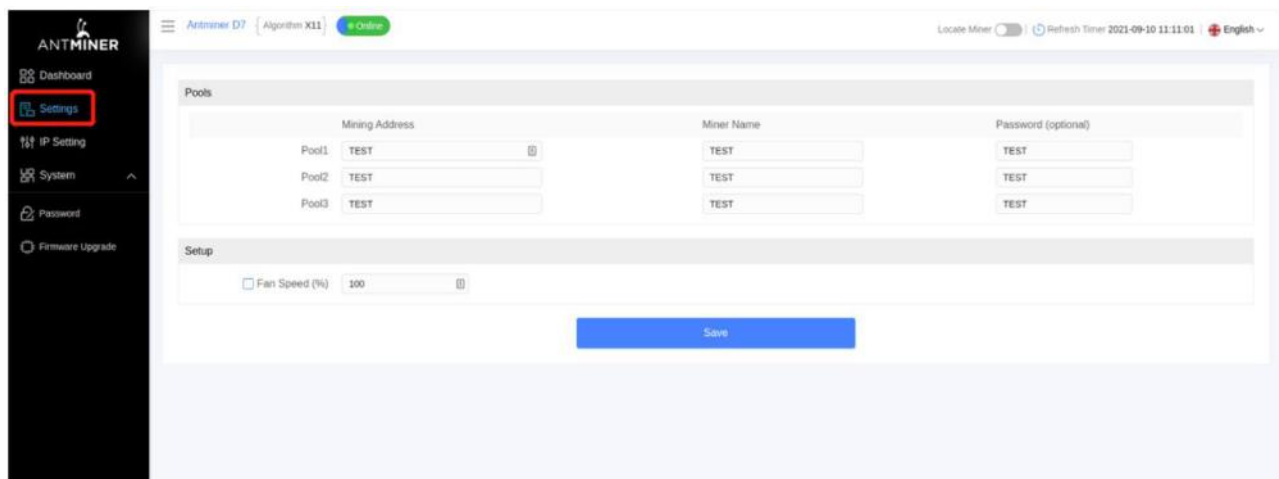 ANTMINER
Antminer D7 { Algorithm X11 } Online
Locate Miner | Refresh Timer 2021-09-10 11:11:01 | English
Dashboard
Settings
IP Setting
System
Password
Firmware Upgrade
Pools
Mining Address Miner Name Password (optional)
Pool1 TEST TEST TEST
Pool2 TEST TEST TEST
Pool3 TEST TEST TEST
Setup
Fan Speed (%) 100
Save